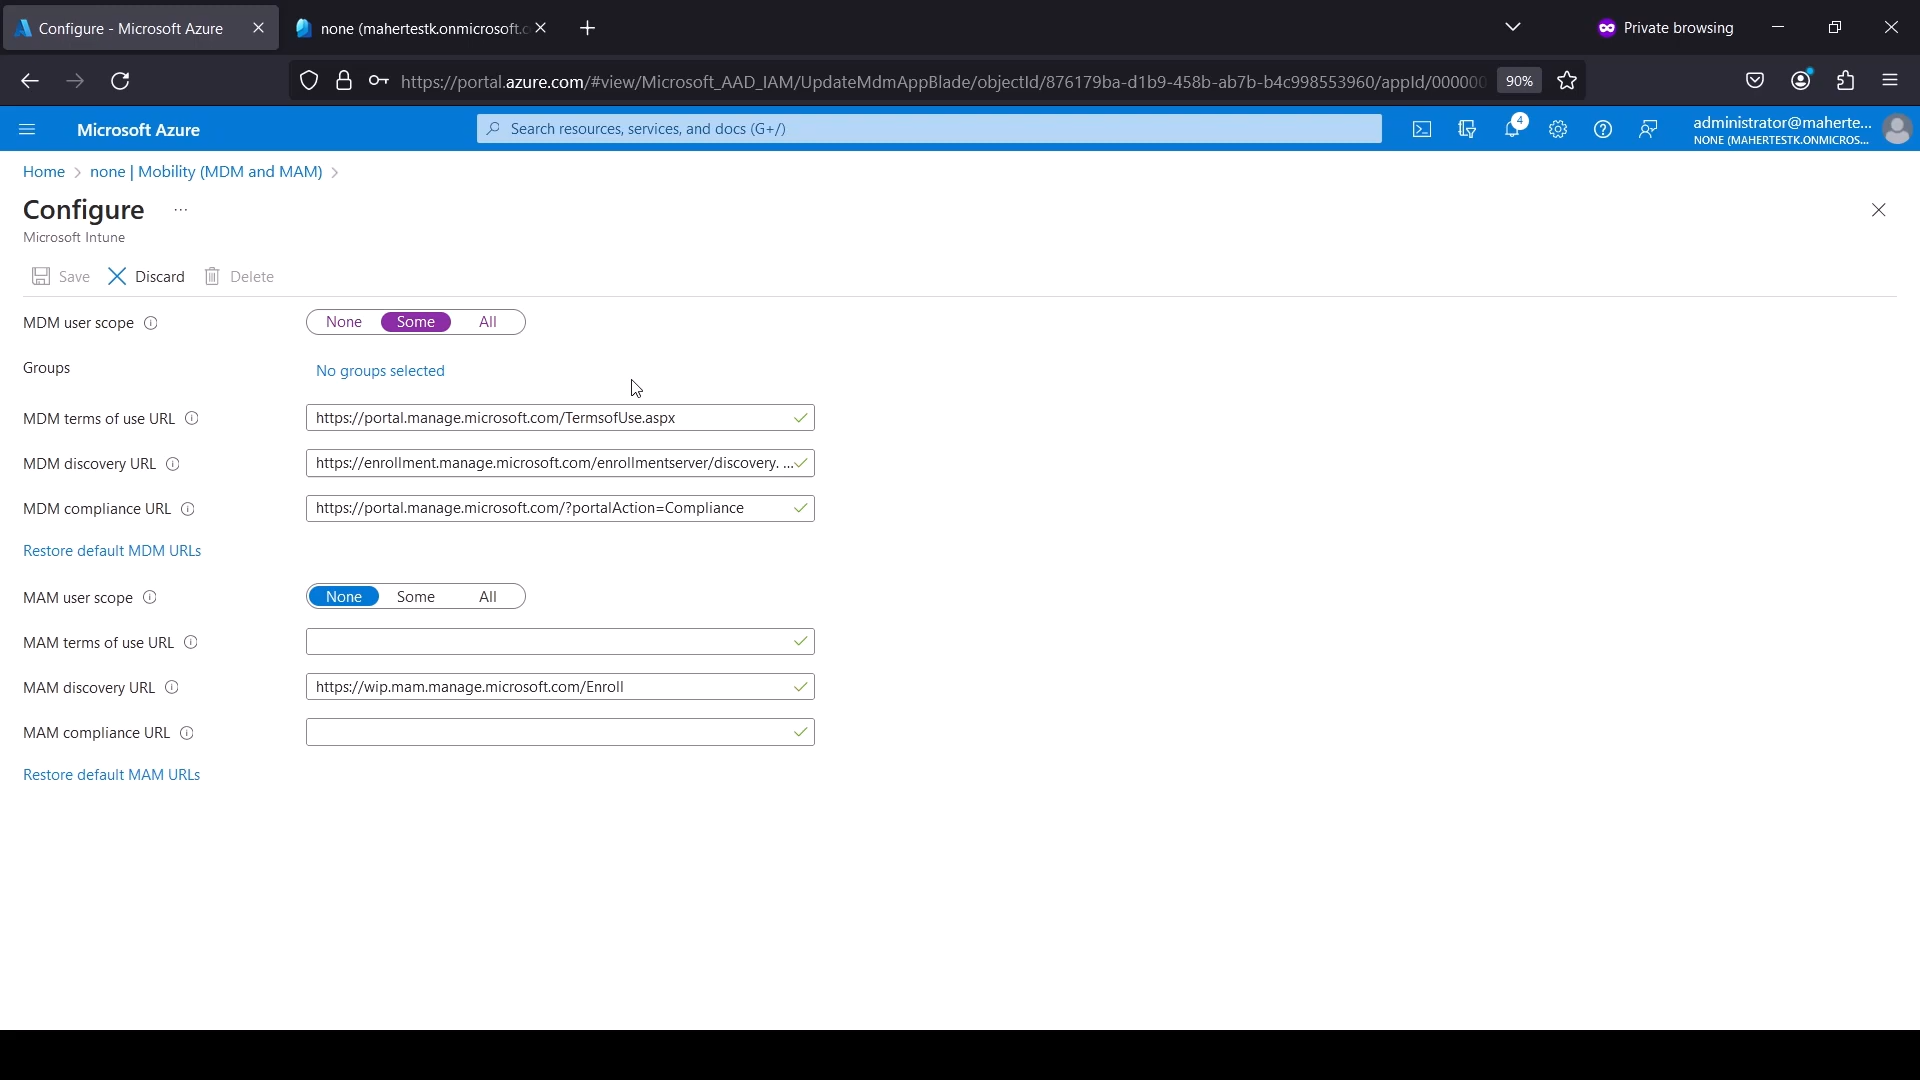 Configure - Microsoft Azure
none (mahertestk.onmicrosoft.c
Private browsing
https://portal.azure.com/#view/Microsoft_AAD_IAM/UpdateMdmAppBlade/objectId/876179ba-d1b9-458b-ab7b-b4c998553960/appId/000000
90%
Microsoft Azure
Search resources, services, and docs (G+/)
4
administrator@maherte...
NONE (MAHERTESTK.ONMICROS...
Home
none | Mobility (MDM and MAM)
Configure
...
Microsoft Intune
Save
Discard
Delete
MDM user scope
None Some All
Groups
No groups selected
MDM terms of use URL
https://portal.manage.microsoft.com/TermsofUse.aspx
MDM discovery URL
https://enrollment.manage.microsoft.com/enrollmentserver/discovery. ...
MDM compliance URL
https://portal.manage.microsoft.com/?portalAction=Compliance
Restore default MDM URLs
MAM user scope
None Some All
MAM terms of use URL
MAM discovery URL
https://wip.mam.manage.microsoft.com/Enroll
MAM compliance URL
Restore default MAM URLs